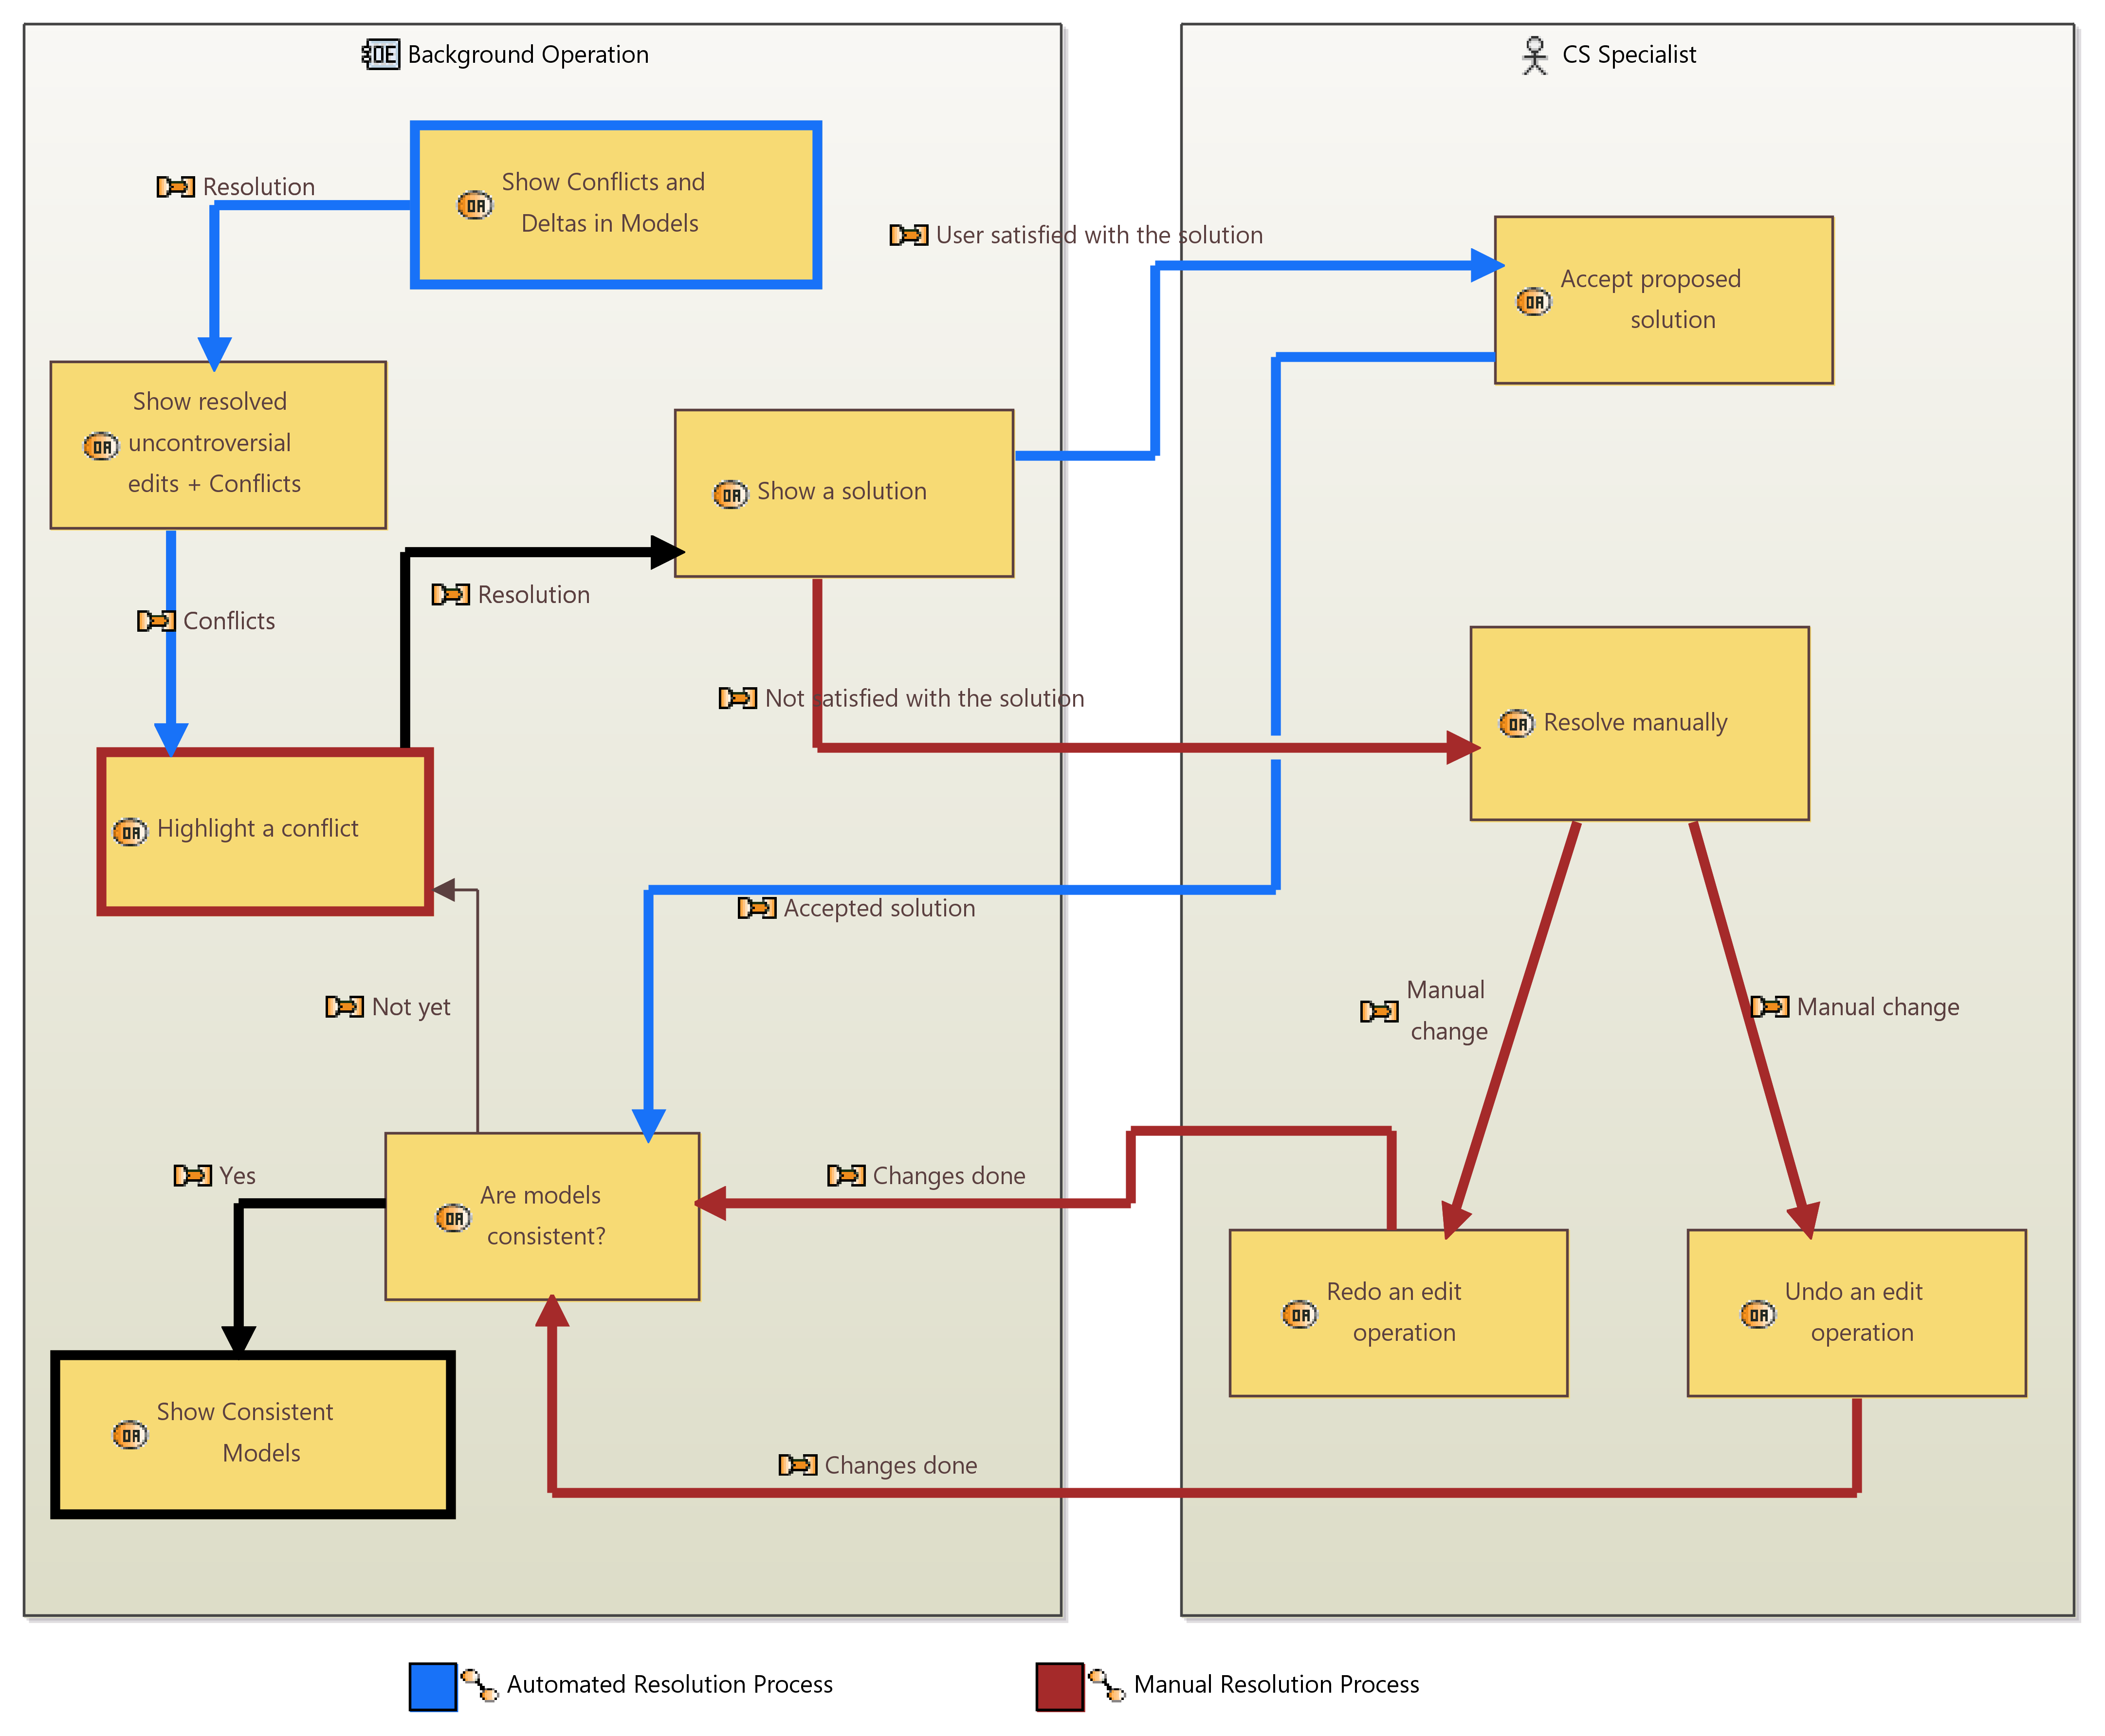 Background Operation
CS Specialist
Show Conflicts and
Deltas in Models
Resolution
User satisfied with the solution
Accept proposed
solution
Show resolved
uncontroversial
edits + Conflicts
Show a solution
Resolution
Conflicts
Not satisfied with the solution
Resolve manually
Highlight a conflict
Accepted solution
Not yet
Manual
change
Manual change
Yes
Are models
consistent?
Changes done
Redo an edit
operation
Undo an edit
operation
Show Consistent
Models
Changes done
Automated Resolution Process
Manual Resolution Process